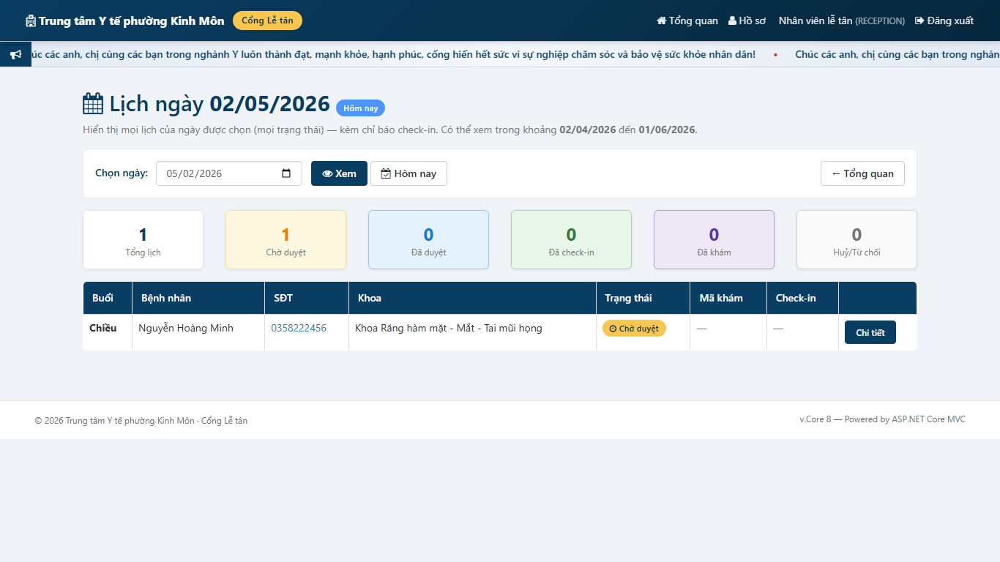 Trung tâm Y tế phường Kinh Môn Cổng Lễ tân Tổng quan Hồ sơ Nhân viên lễ tân (RECEPTION) Đăng xuất
úc các anh, chị cùng các bạn trong nghành Y luôn thành đạt, mạnh khỏe, hạnh phúc, cống hiến hết sức vì sự nghiệp chăm sóc và bảo vệ sức khỏe nhân dân! • Chúc các anh, chị cùng các bạn trong nghàn
Lịch ngày 02/05/2026 Hôm nay
Hiển thị mọi lịch của ngày được chọn (mọi trạng thái) — kèm chỉ báo check-in. Có thể xem trong khoảng 02/04/2026 đến 01/06/2026.
Chọn ngày: 05/02/2026 Xem Hôm nay ← Tổng quan
1 1 0 0 0 0
Tổng lịch Chờ duyệt Đã duyệt Đã check-in Đã khám Huỷ/Từ chối
Buổi Bệnh nhân SĐT Khoa Trạng thái Mã khám Check-in
Chiều Nguyễn Hoàng Minh 0358222456 Khoa Răng hàm mặt - Mắt - Tai mũi họng Chờ duyệt — — Chi tiết
© 2026 Trung tâm Y tế phường Kinh Môn · Cổng Lễ tân v.Core 8 — Powered by ASP.NET Core MVC